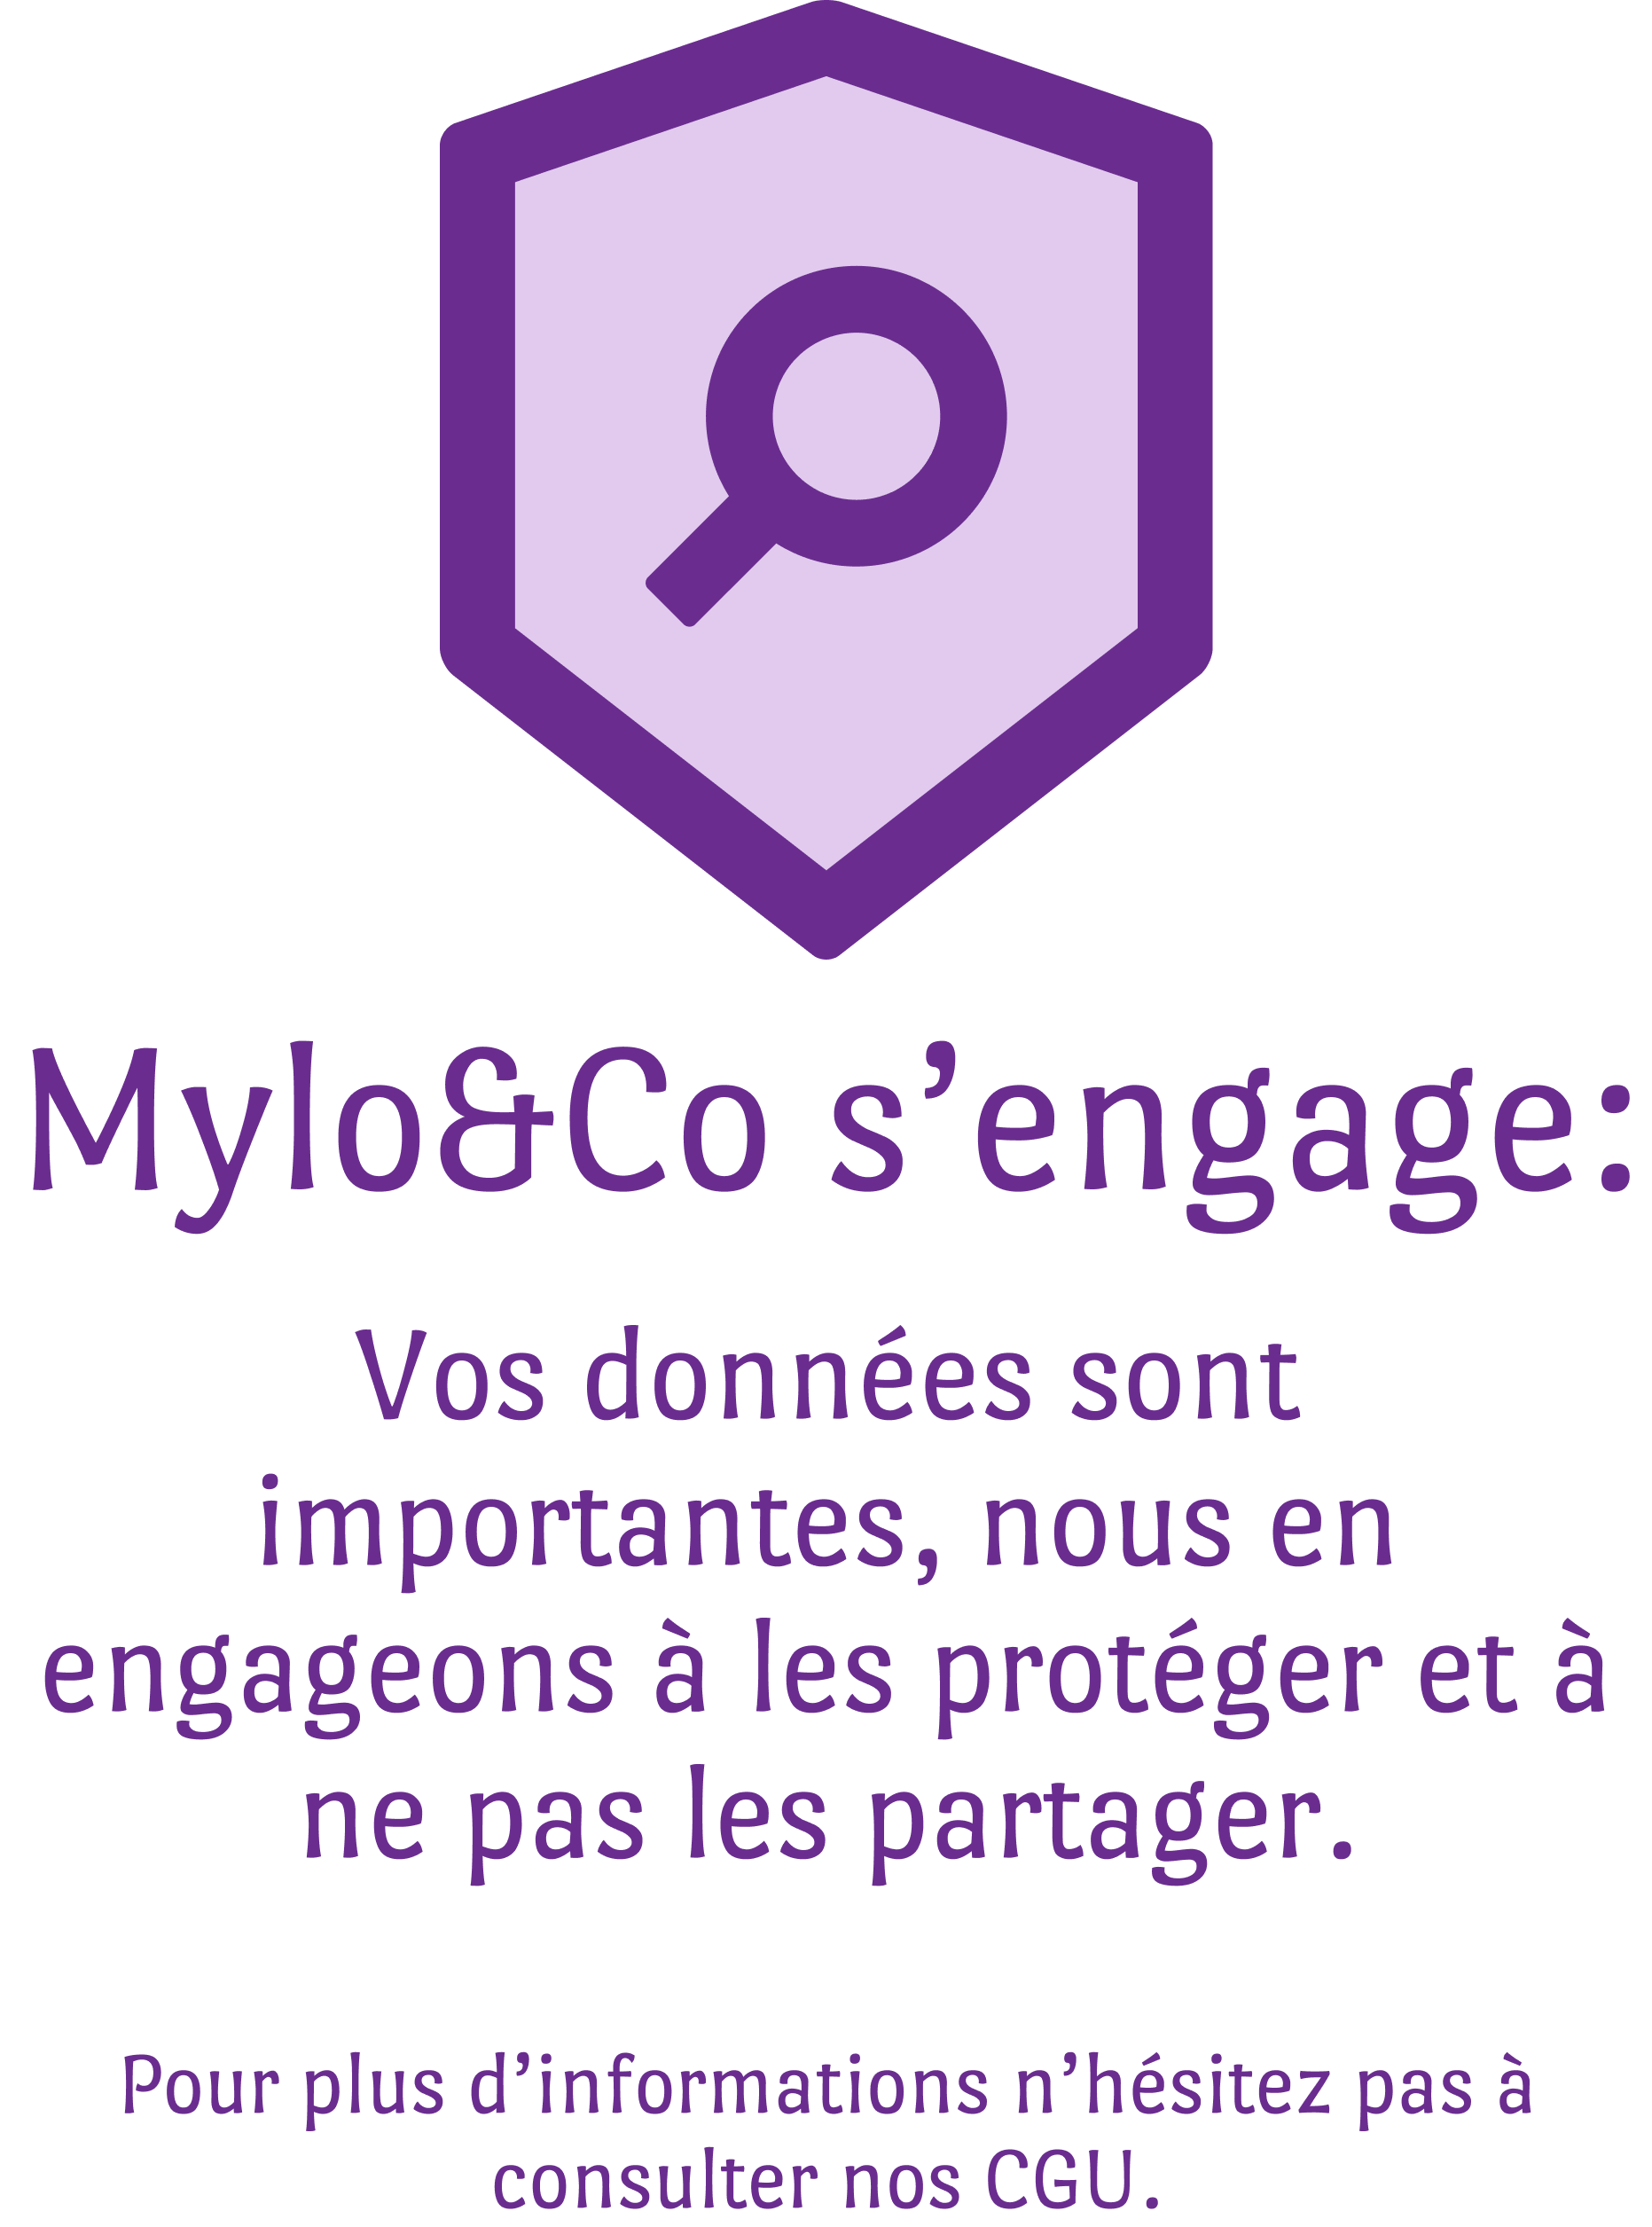 Mylo&Co s’engage:
Vos données sont
importantes, nous en
engageons à les protéger et à
ne pas les partager.
Pour plus d’informations n’hésitez pas à
consulter nos CGU.